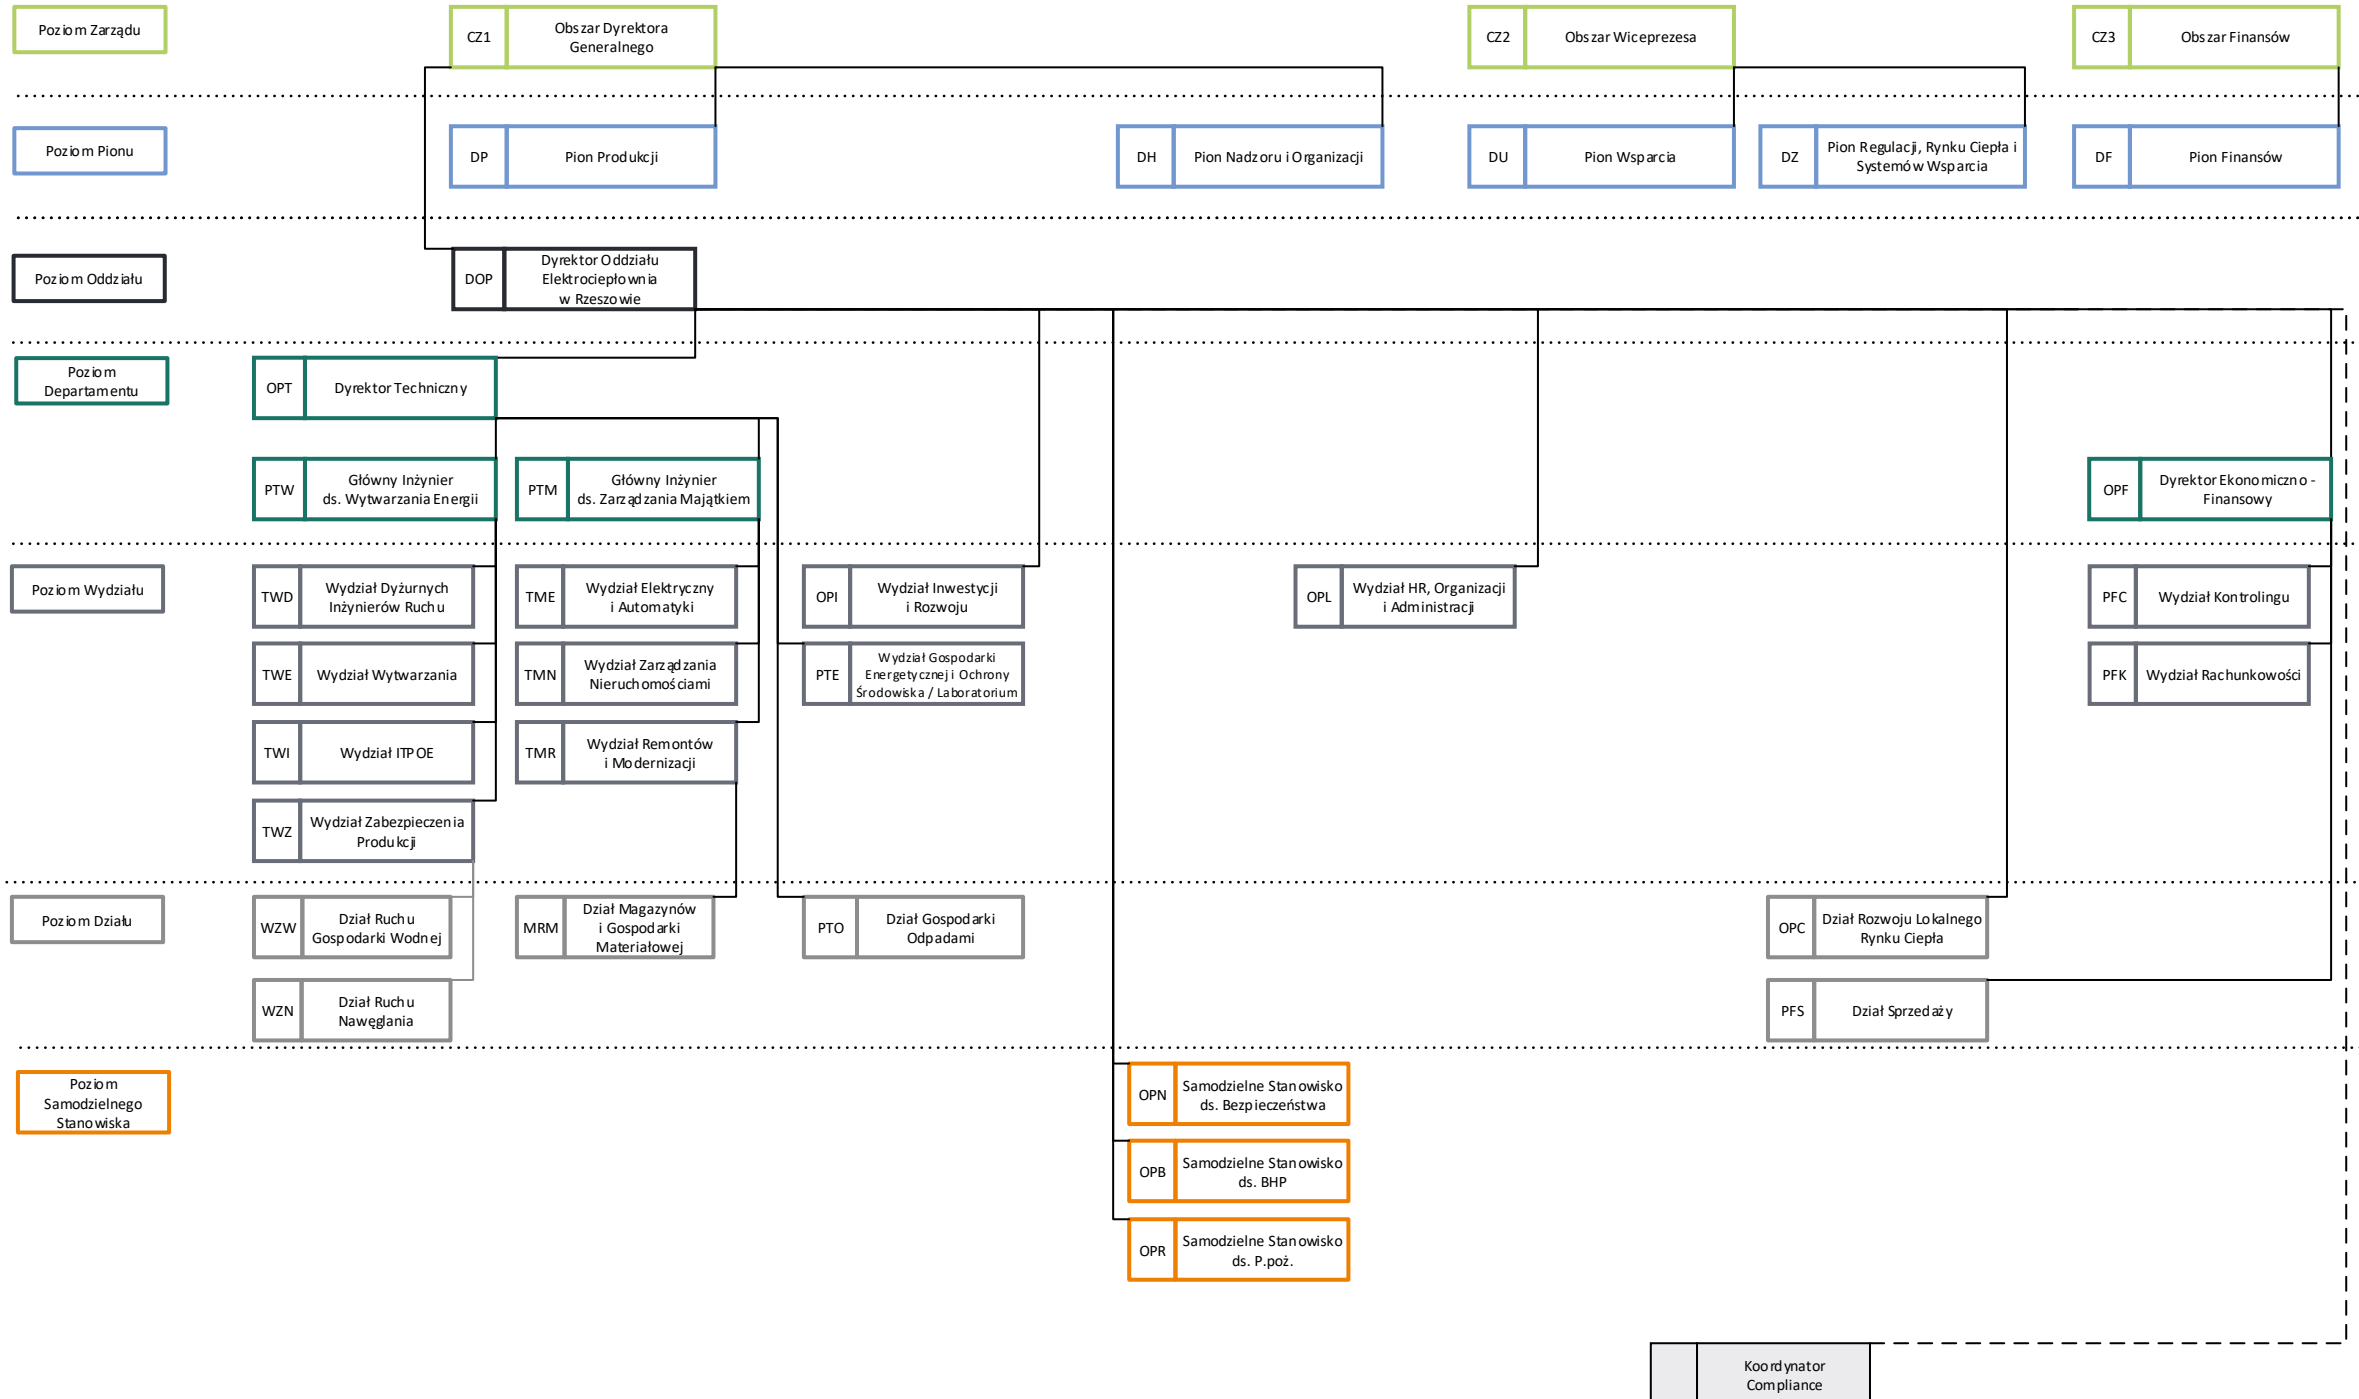 Poziom Zarządu
CZ1
Obszar Dyrektora
Generalnego
CZ2
Obszar Wiceprezesa
CZ3
Obszar Finansów
Poziom Pionu
DP
Pion Produkcji
DH
Pion Nadzoru i Organizacji
DU
Pion Wsparcia
DZ
Pion Regulacji, Rynku Ciepła i
Systemów Wsparcia
DF
Pion Finansów
Poziom Oddziału
DOP
Dyrektor Oddziału
Elektrociepłownia
w Rzeszowie
Poziom
Departamentu
OPT
Dyrektor Techniczny
PTW
Główny Inżynier
ds. Wytwarzania Energii
PTM
Główny Inżynier
ds. Zarządzania Majątkiem
OPF
Dyrektor Ekonomiczno -
Finansowy
Poziom Wydziału
TWD
Wydział Dyżurnych
Inżynierów Ruchu
TME
Wydział Elektryczny
i Automatyki
OPI
Wydział Inwestycji
i Rozwoju
OPL
Wydział HR, Organizacji
i Administracji
PFC
Wydział Kontrolingu
TWE
Wydział Wytwarzania
TMN
Wydział Zarządzania
Nieruchomościami
PTE
Wydział Gospodarki
Energetycznej i Ochrony
Środowiska / Laboratorium
PFK
Wydział Rachunkowości
TWI
Wydział ITPOE
TMR
Wydział Remontów
i Modernizacji
TWZ
Wydział Zabezpieczenia
Produkcji
Poziom Działu
WZW
Dział Ruchu
Gospodarki Wodnej
MRM
Dział Magazynów
i Gospodarki
Materiałowej
PTO
Dział Gospodarki
Odpadami
OPC
Dział Rozwoju Lokalnego
Rynku Ciepła
WZN
Dział Ruchu
Nawęglania
PFS
Dział Sprzedaży
Poziom
Samodzielnego
Stanowiska
OPN
Samodzielne Stanowisko
ds. Bezpieczeństwa
OPB
Samodzielne Stanowisko
ds. BHP
OPR
Samodzielne Stanowisko
ds. P.poż.
Koordynator
Compliance